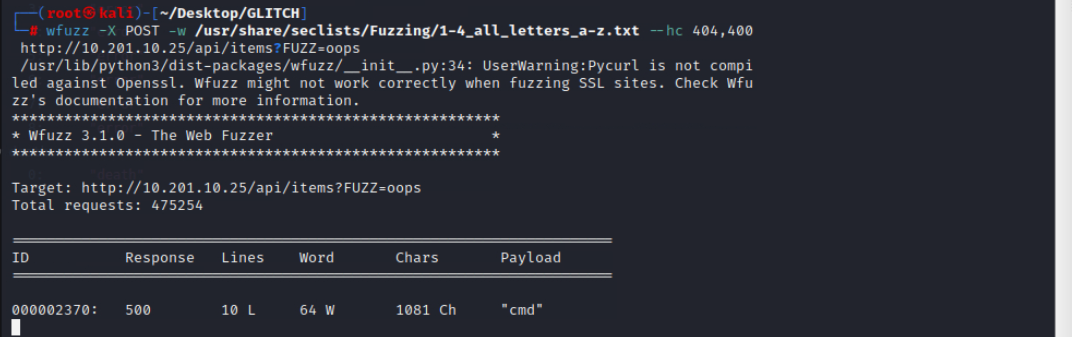 ┌──(root㉿kali)-[~/Desktop/GLITCH]
└─# wfuzz -X POST -w /usr/share/seclists/Fuzzing/1-4_all_letters_a-z.txt --hc 404,400
http://10.201.10.25/api/items?FUZZ=oops
/usr/lib/python3/dist-packages/wfuzz/__init__.py:34: UserWarning:Pycurl is not compi
led against Openssl. Wfuzz might not work correctly when fuzzing SSL sites. Check Wfu
zz's documentation for more information.
********************************************************
* Wfuzz 3.1.0 - The Web Fuzzer                         *
********************************************************
Target: http://10.201.10.25/api/items?FUZZ=oops
Total requests: 475254
=====================================================================
ID           Response   Lines    Word       Chars       Payload
=====================================================================
000002370:   500        10 L     64 W       1081 Ch     "cmd"